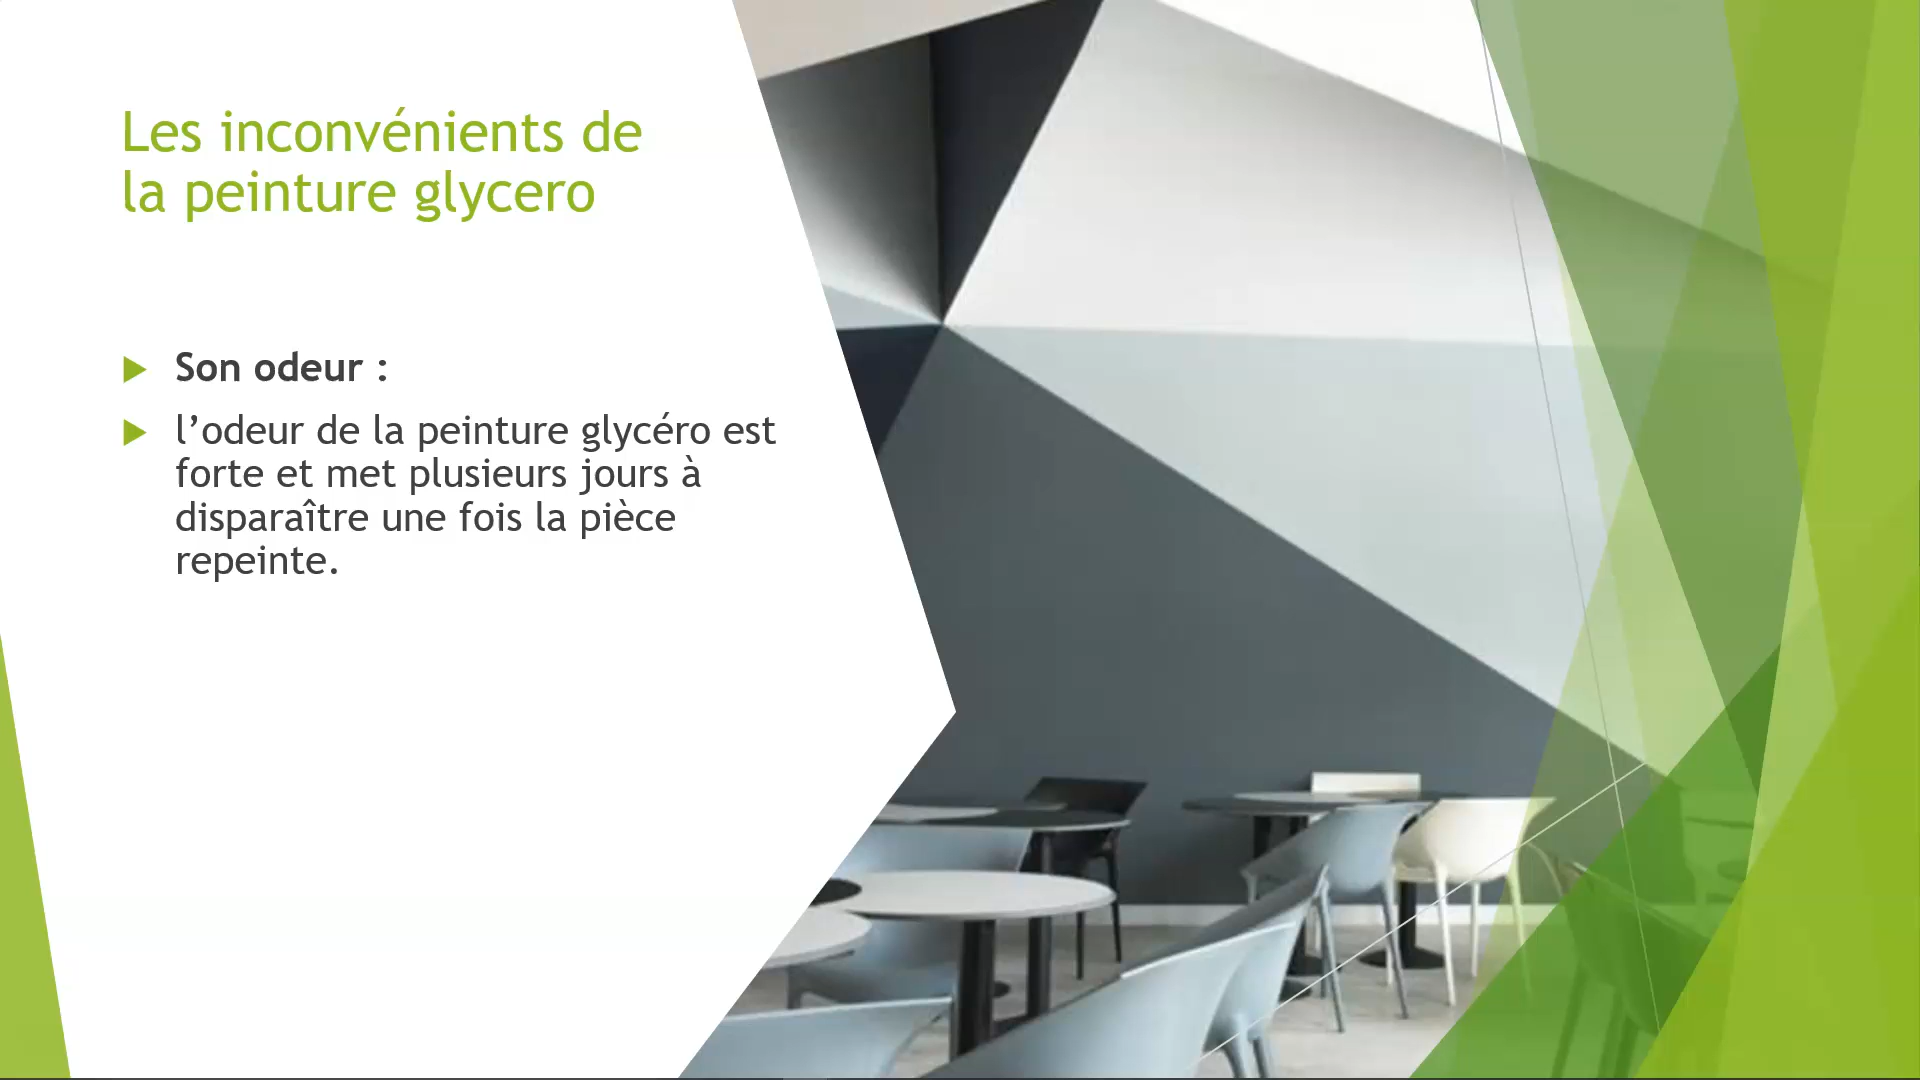 Les inconvénients de
la peinture glycero
Son odeur :
l’odeur de la peinture glycéro est
forte et met plusieurs jours à
disparaître une fois la pièce
repeinte.